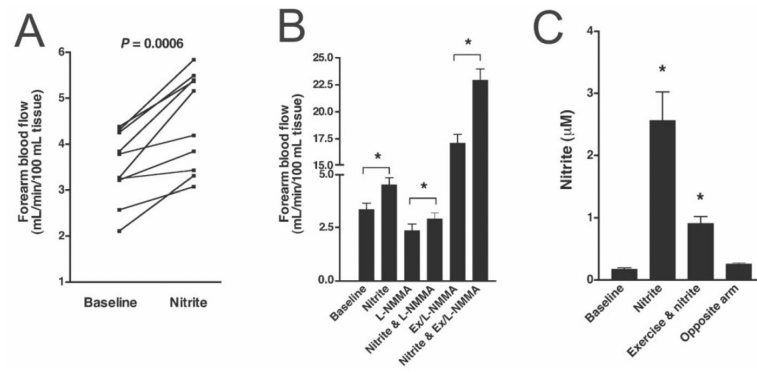 A
P = 0.0006
Forearm blood flow
(mL/min/100 mL tissue)
6
5
4
3
2
1
Baseline
Nitrite
B
Forearm blood flow
(mL/min/100 mL tissue)
25.0
22.5
20.0
17.5
15.0
5.0
2.5
0.0
*
*
*
Baseline
Nitrite
L-NMMA
Nitrite & L-NMMA
Ex/L-NMMA
Nitrite & Ex/L-NMMA
C
Nitrite (μM)
4
3
2
1
0
*
*
Baseline
Nitrite
Exercise & nitrite
Opposite arm